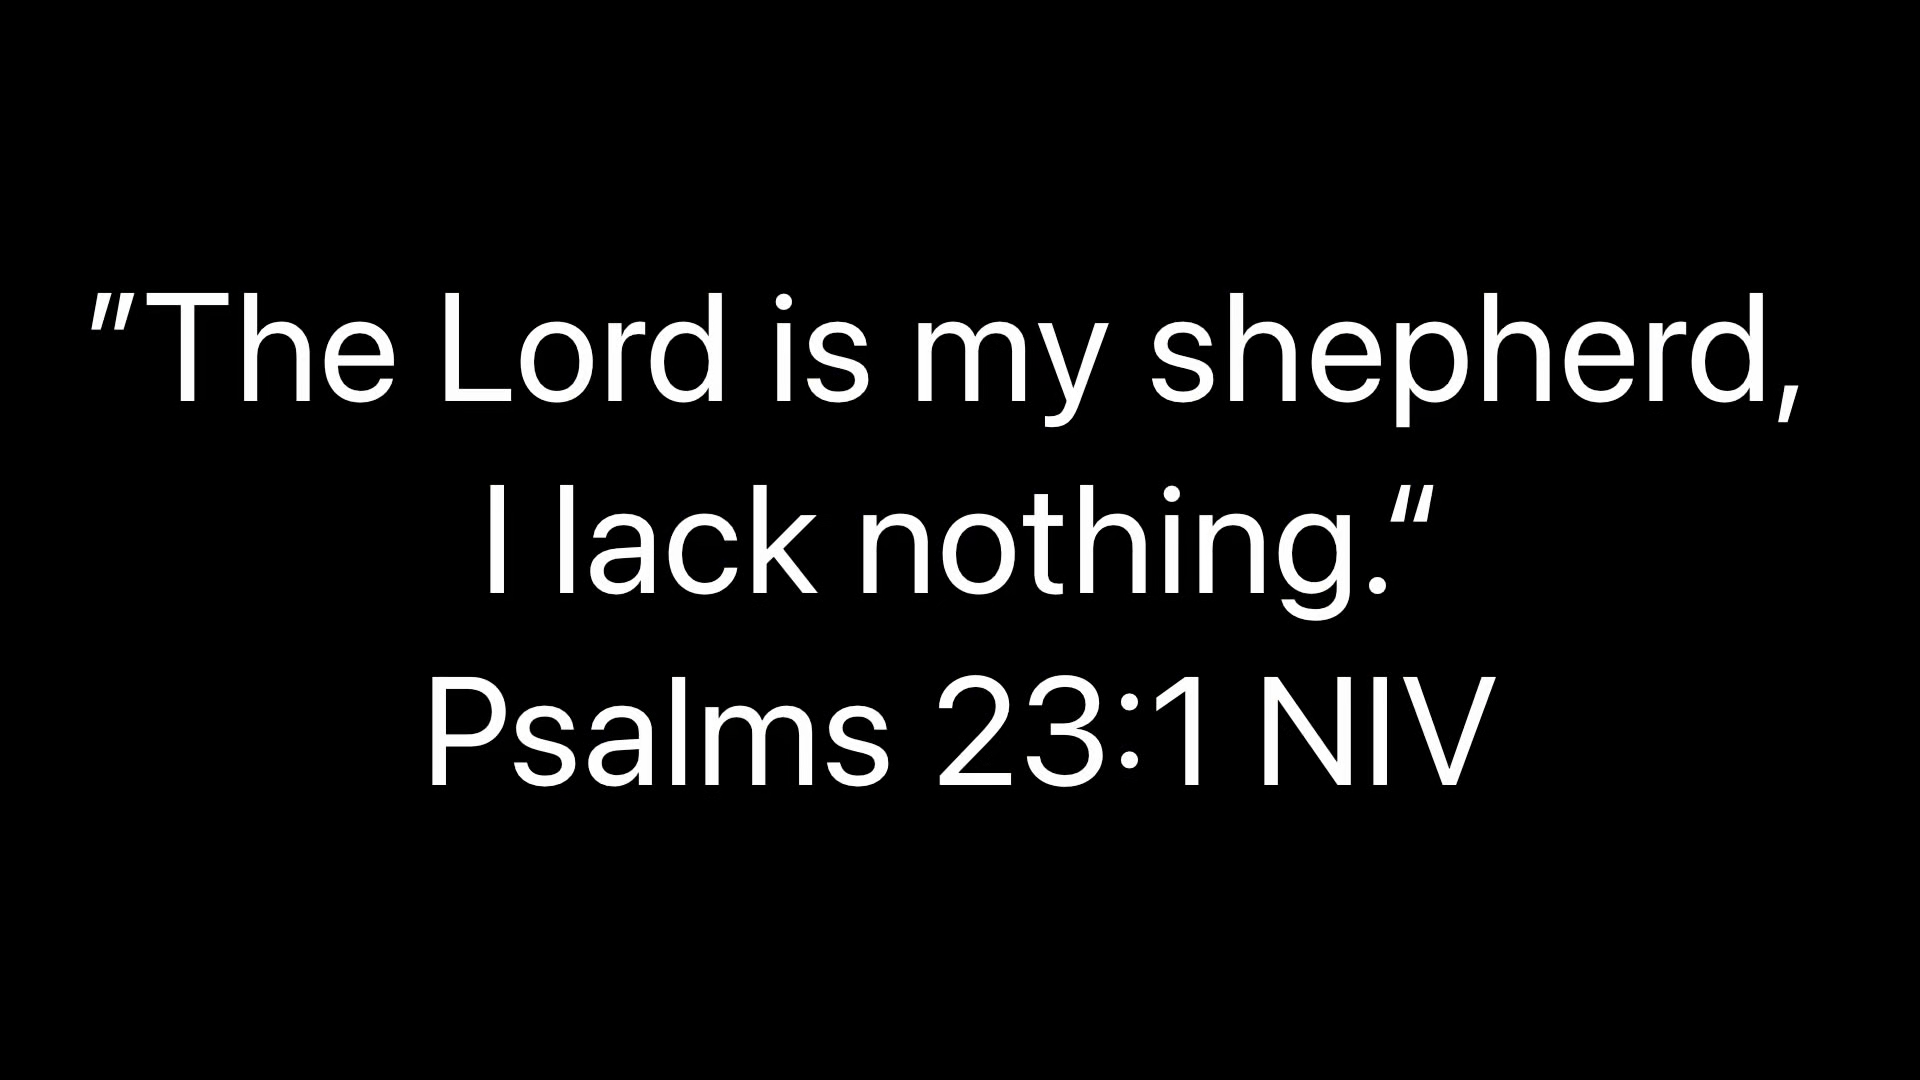 ”The Lord is my shepherd,
I lack nothing.“
Psalms 23:1 NIV